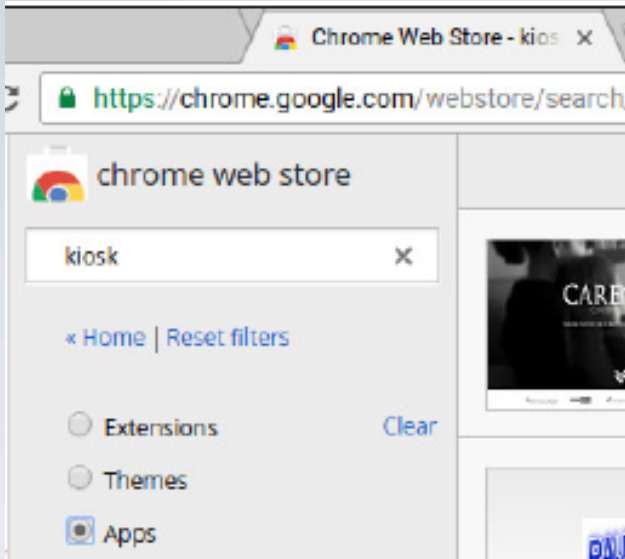 Chrome Web Store - kios
https://chrome.google.com/webstore/search/
chrome web store
kiosk
« Home | Reset filters
Extensions
Clear
Themes
Apps